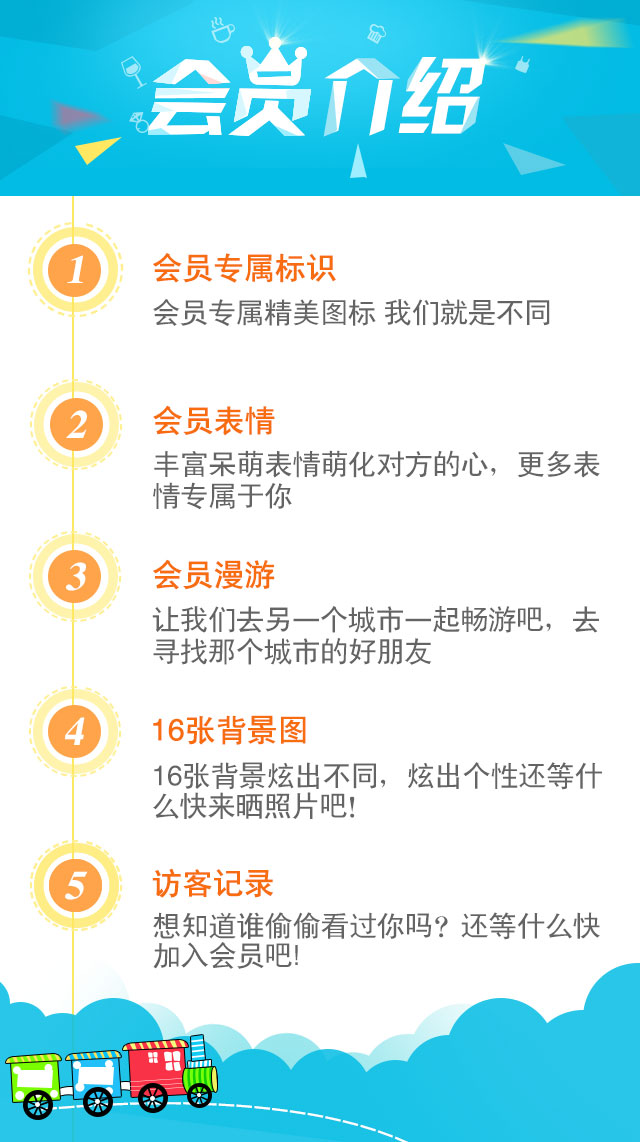 会员介绍
1
会员专属标识
会员专属精美图标 我们就是不同
2
会员表情
丰富呆萌表情萌化对方的心，更多表
情专属于你
3
会员漫游
让我们去另一个城市一起畅游吧，去
寻找那个城市的好朋友
4
16张背景图
16张背景炫出不同，炫出个性还等什
么快来晒照片吧!
5
访客记录
想知道谁偷偷看过你吗？还等什么快
加入会员吧!